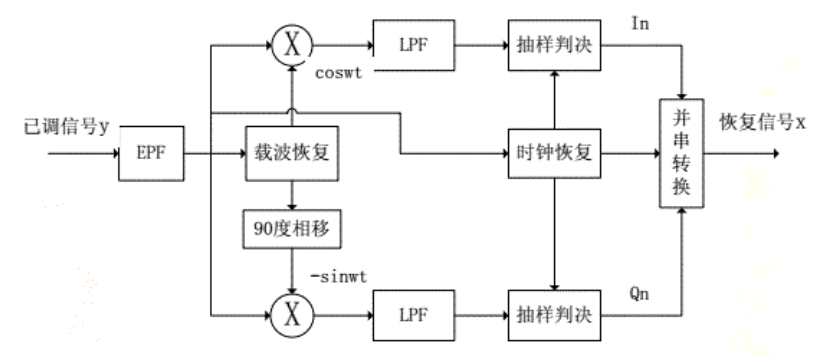 In
X
LPF
抽样判决
coswt
已调信号y
EPF
载波恢复
时钟恢复
并串转换
恢复信号x
90度相移
-sinwt
X
LPF
抽样判决
Qn